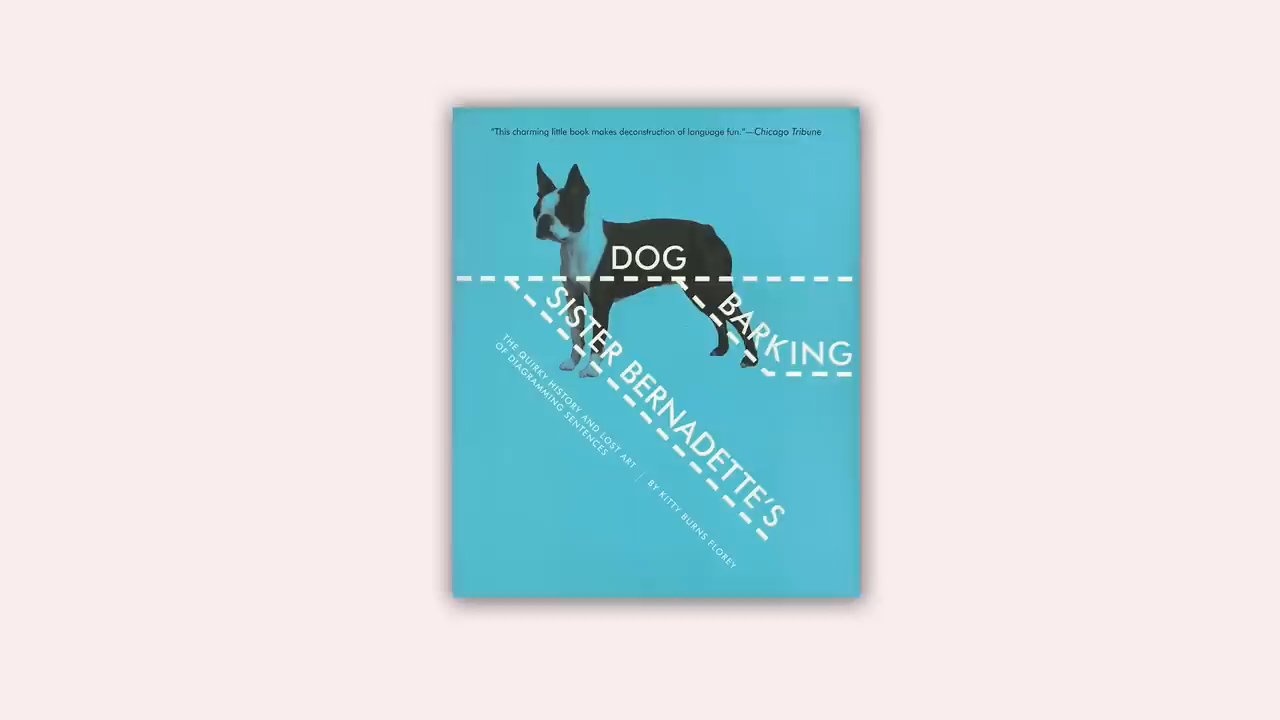 "This charming little book makes deconstruction of language fun."—Chicago Tribune
DOG
BARKING
SISTER BERNADETTE'S
THE QUIRKY HISTORY AND LOST ART
OF DIAGRAMMING SENTENCES
BY KITTY BURNS FLOREY